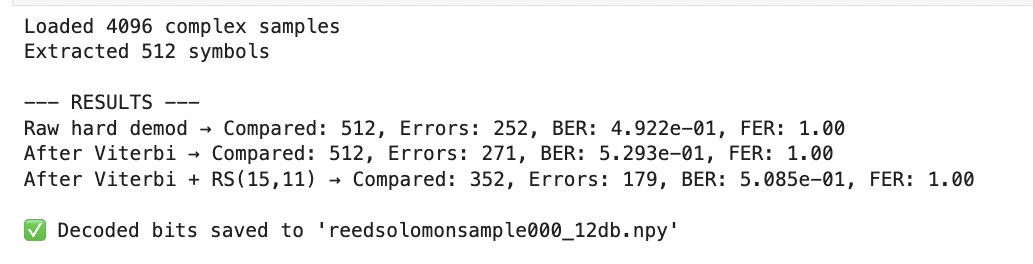 Loaded 4096 complex samples
Extracted 512 symbols
--- RESULTS ---
Raw hard demod → Compared: 512, Errors: 252, BER: 4.922e-01, FER: 1.00
After Viterbi → Compared: 512, Errors: 271, BER: 5.293e-01, FER: 1.00
After Viterbi + RS(15,11) → Compared: 352, Errors: 179, BER: 5.085e-01, FER: 1.00
✅ Decoded bits saved to 'reedsolomonsample000_12db.npy'